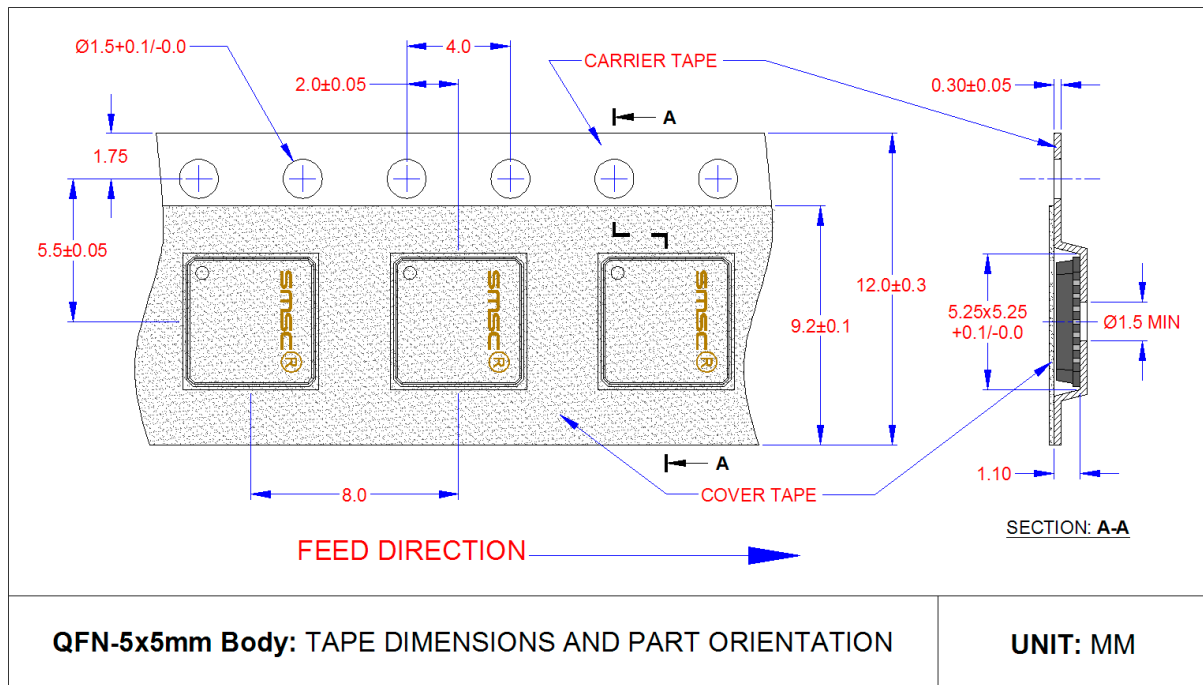 Ø1.5+0.1/-0.0
4.0
CARRIER TAPE
2.0±0.05
0.30±0.05
A
1.75
5.5±0.05
12.0±0.3
9.2±0.1
5.25x5.25
+0.1/-0.0
Ø1.5 MIN
smsc®
smsc®
smsc®
A
1.10
8.0
COVER TAPE
SECTION: A-A
FEED DIRECTION
QFN-5x5mm Body: TAPE DIMENSIONS AND PART ORIENTATION
UNIT: MM